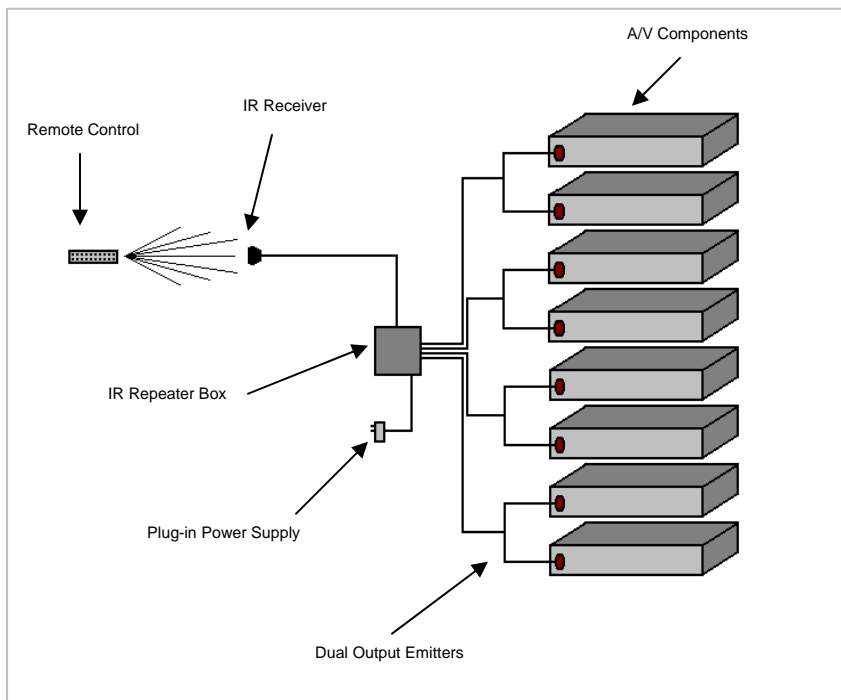 A/V Components
IR Receiver
Remote Control
IR Repeater Box
Plug-in Power Supply
Dual Output Emitters